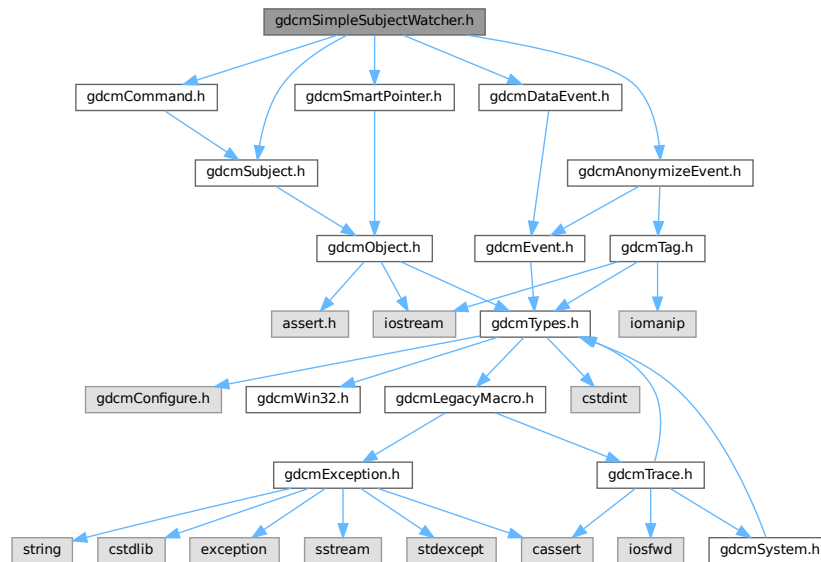 gdcmSimpleSubjectWatcher.h
gdcmCommand.h
gdcmSmartPointer.h
gdcmDataEvent.h
gdcmSubject.h
gdcmAnonymizeEvent.h
gdcmObject.h
gdcmEvent.h
gdcmTag.h
assert.h
iostream
gdcmTypes.h
iomanip
gdcmConfigure.h
gdcmWin32.h
gdcmLegacyMacro.h
cstdint
gdcmException.h
gdcmTrace.h
string
cstdlib
exception
sstream
stdexcept
cassert
iosfwd
gdcmSystem.h